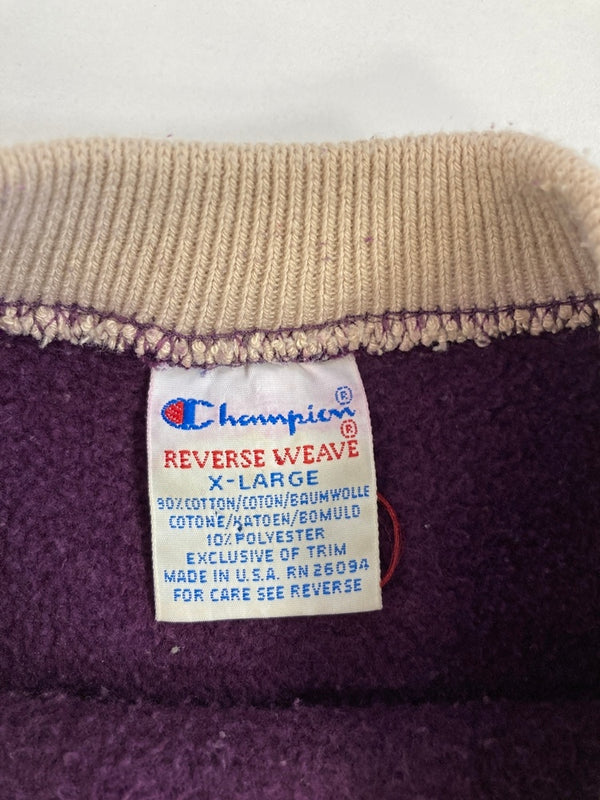 Champion®
REVERSE WEAVE®
X-LARGE
90%COTTON/COTON/BAUMWOLLE
COTONE/KATOEN/BOMULD
10% POLYESTER
EXCLUSIVE OF TRIM
MADE IN U.S.A. RN 26094
FOR CARE SEE REVERSE